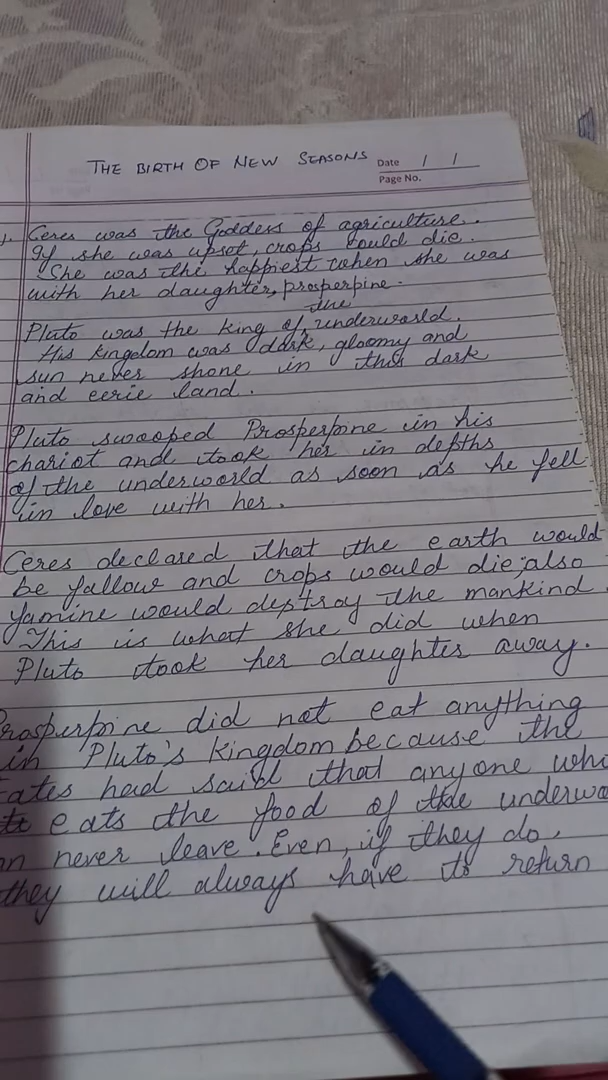 THE BIRTH OF NEW SEASONS
Date / /
Page No.
1. Ceres was the Goddess of agriculture.
If she was upset, crops would die.
She was the happiest when she was
with her daughter, prosperpine.
the
Pluto was the king of underworld.
His kingdom was dark, gloomy and
sun never shone in this dark
and eerie land.
Pluto swooped Prosperpine in his
chariot and took her in depths
of the underworld as soon as he fell
in love with her.
Ceres declared that the earth would
be fallow and crops would die; also
famine would deptroy the mankind.
This is what she did when
Pluto took her daughter away.
Prosperpine did not eat anything
in Pluto's kingdom because the
Fates had said that anyone who
eats the food of the underwo
n never leave. Even, if they do,
they will always have to return